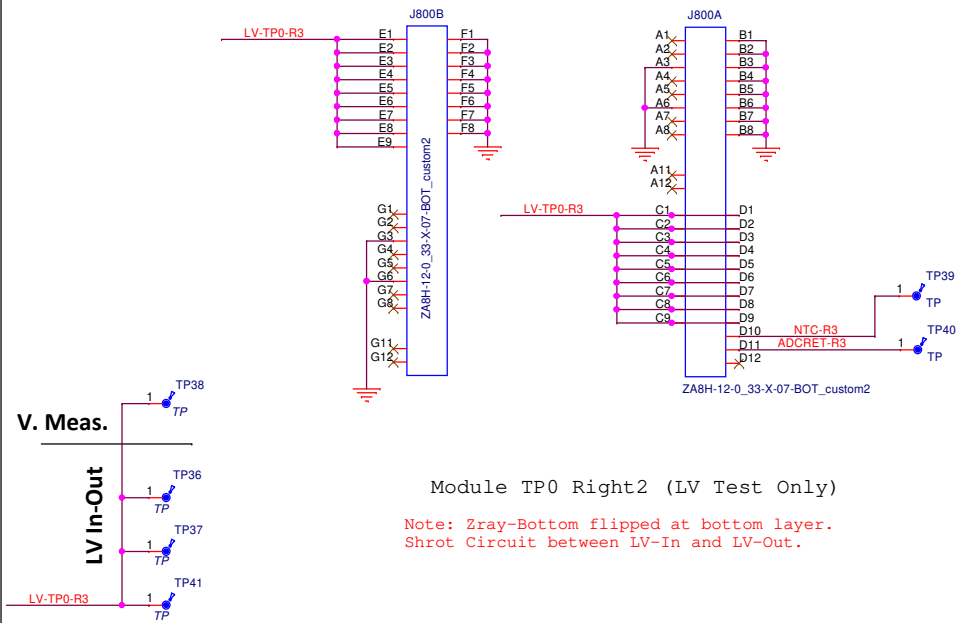 J800B
LV-TP0-R3
E1
E2
E3
E4
E5
E6
E7
E8
E9
F1
F2
F3
F4
F5
F6
F7
F8
G1
G2
G3
G4
G5
G6
G7
G8
G11
G12
ZA8H-12-0_33-X-07-BOT_custom2
J800A
A1
A2
A3
A4
A5
A6
A7
A8
A11
A12
B1
B2
B3
B4
B5
B6
B7
B8
LV-TP0-R3
C1
C2
C3
C4
C5
C6
C7
C8
C9
D1
D2
D3
D4
D5
D6
D7
D8
D9
D10
D11
D12
NTC-R3
ADCRET-R3
1
TP39
TP
1
TP40
TP
ZA8H-12-0_33-X-07-BOT_custom2
V. Meas.
LV In-Out
1
TP38
TP
1
TP36
TP
1
TP37
TP
LV-TP0-R3
1
TP41
TP
Module TP0 Right2 (LV Test Only)
Note: Zray-Bottom flipped at bottom layer.
Shrot Circuit between LV-In and LV-Out.